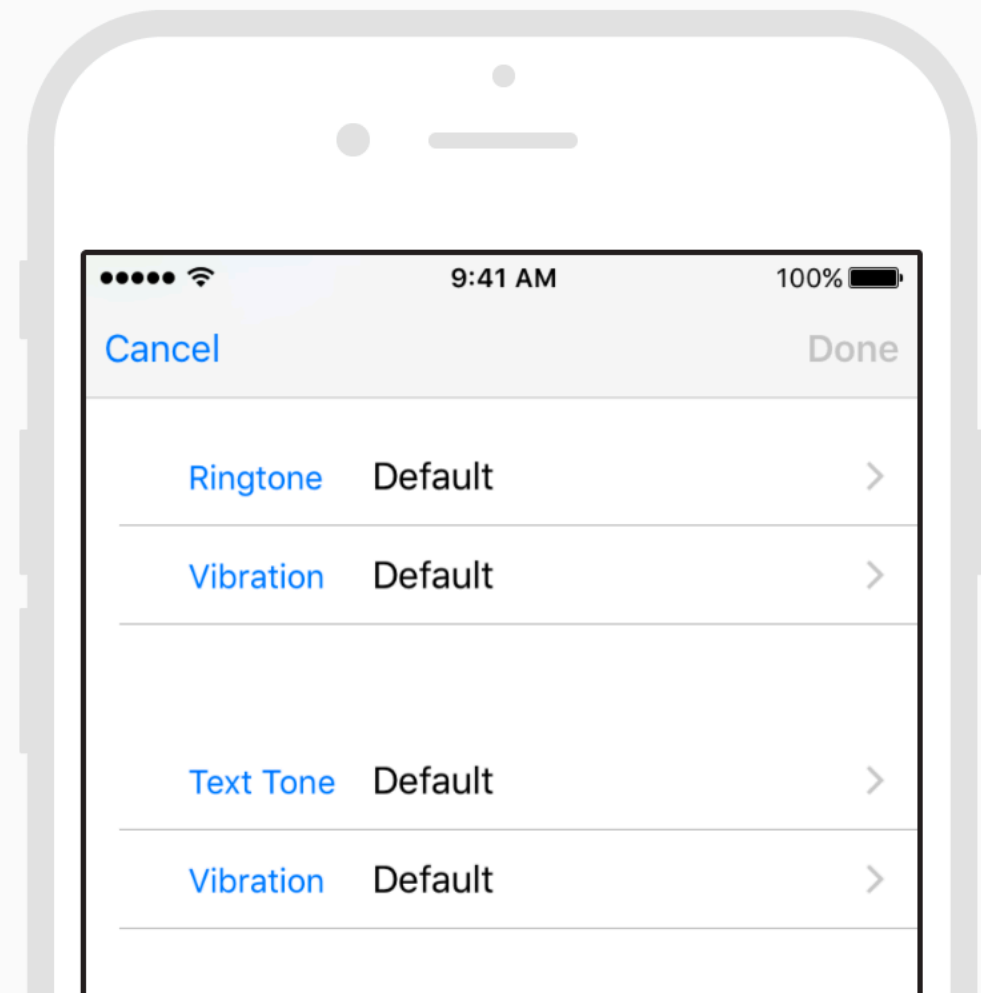 9:41 AM 100%
Cancel Done
Ringtone Default
Vibration Default
Text Tone Default
Vibration Default